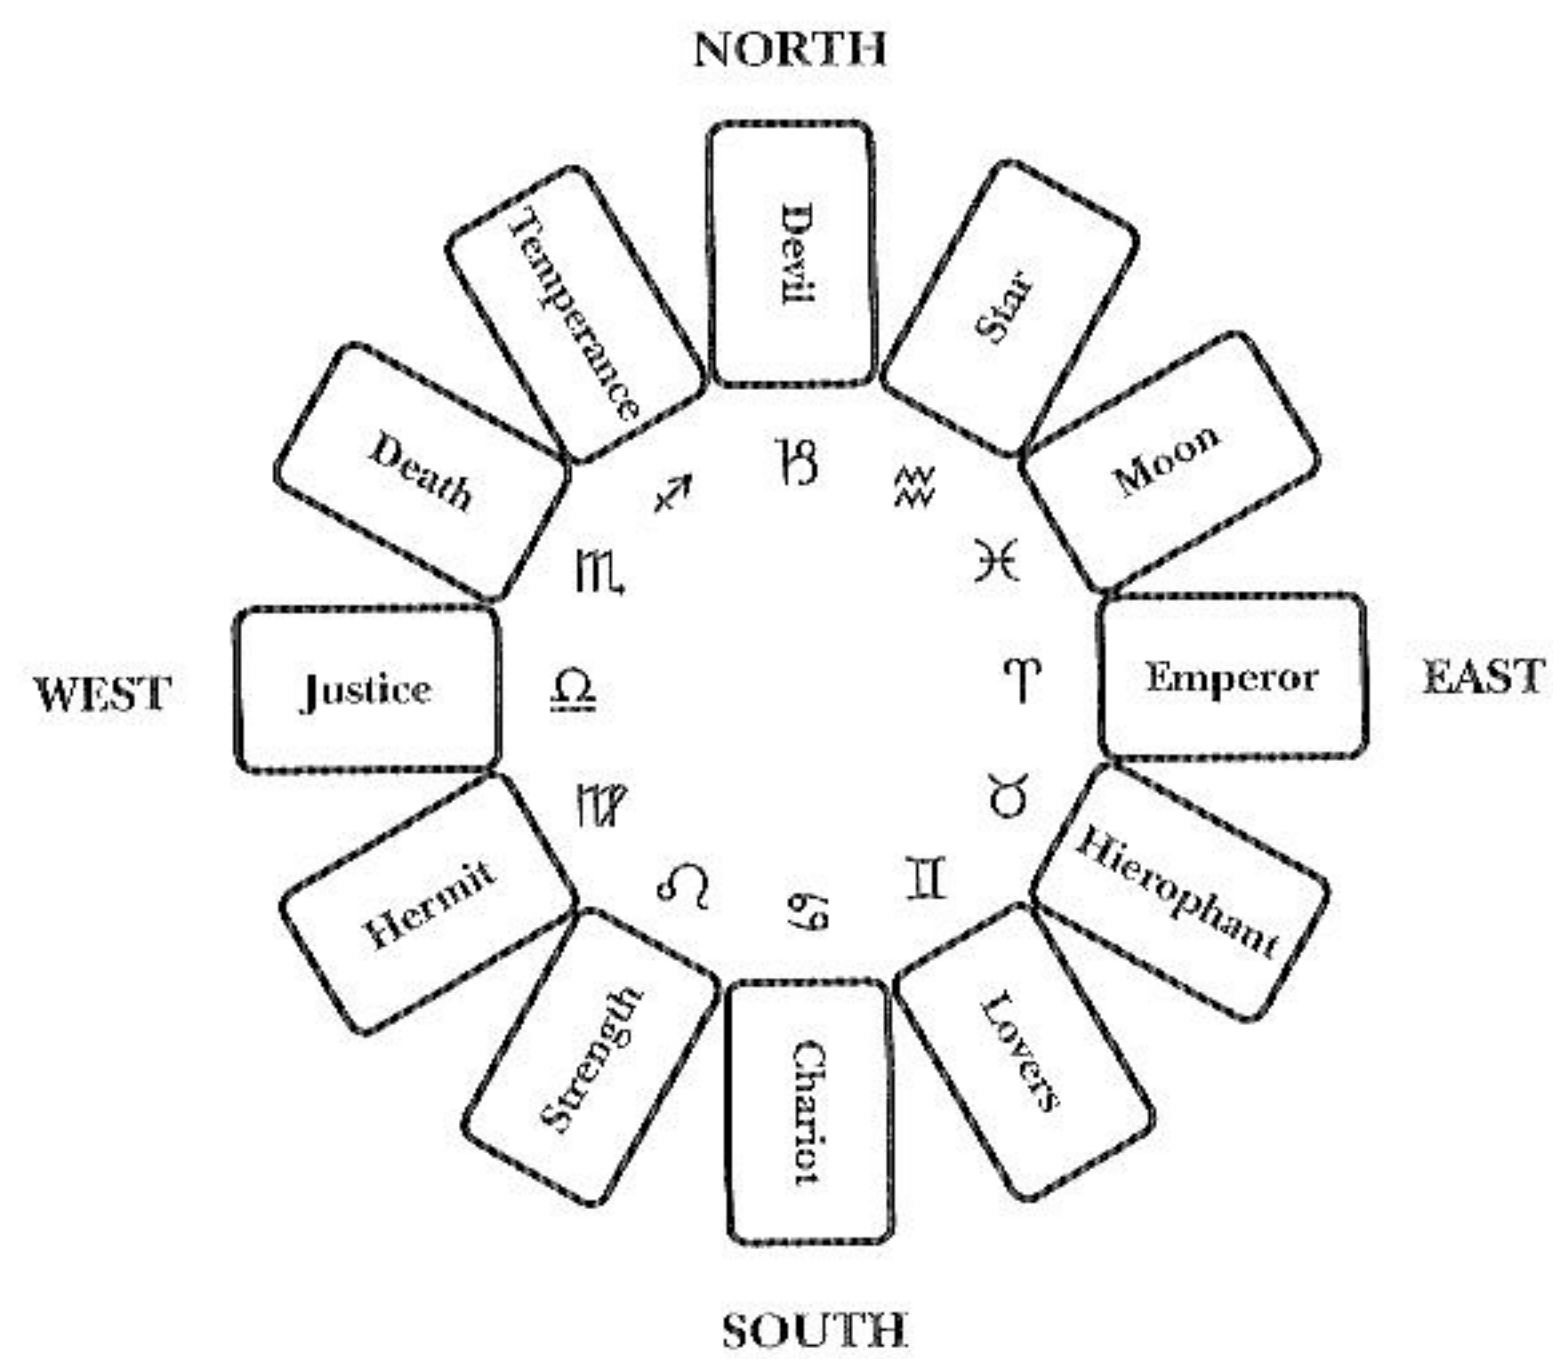 NORTH
Devil
Star
Moon
Emperor
EAST
Hierophant
Lovers
Chariot
SOUTH
Strength
Hermit
Justice
WEST
Death
Temperance
♑
♒
♓
♈
♉
♊
♋
♌
♍
♎
♏
♐